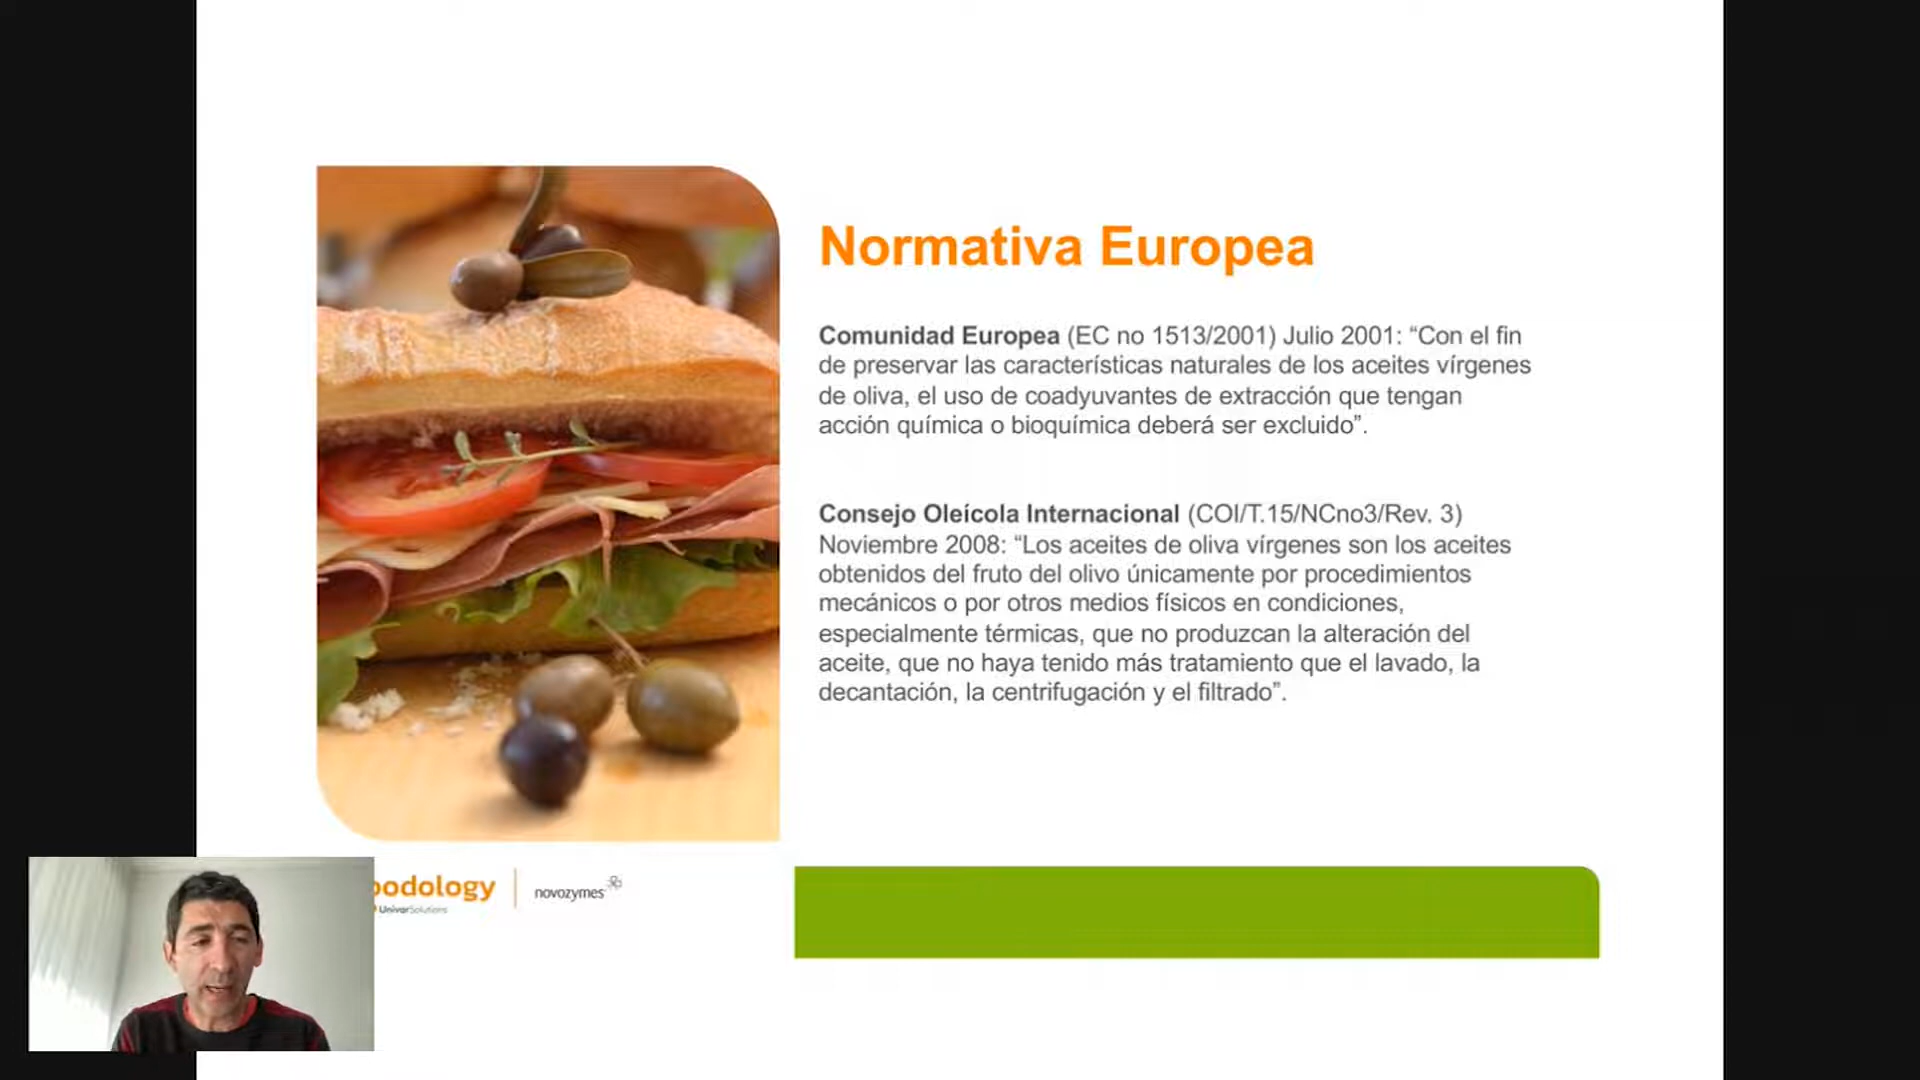 Normativa Europea
Comunidad Europea (EC no 1513/2001) Julio 2001: “Con el fin
de preservar las características naturales de los aceites vírgenes
de oliva, el uso de coadyuvantes de extracción que tengan
acción química o bioquímica deberá ser excluido”.
Consejo Oleícola Internacional (COI/T.15/NCno3/Rev. 3)
Noviembre 2008: “Los aceites de oliva vírgenes son los aceites
obtenidos del fruto del olivo únicamente por procedimientos
mecánicos o por otros medios físicos en condiciones,
especialmente térmicas, que no produzcan la alteración del
aceite, que no haya tenido más tratamiento que el lavado, la
decantación, la centrifugación y el filtrado”.
odology
UnivarSolutions
novozymes